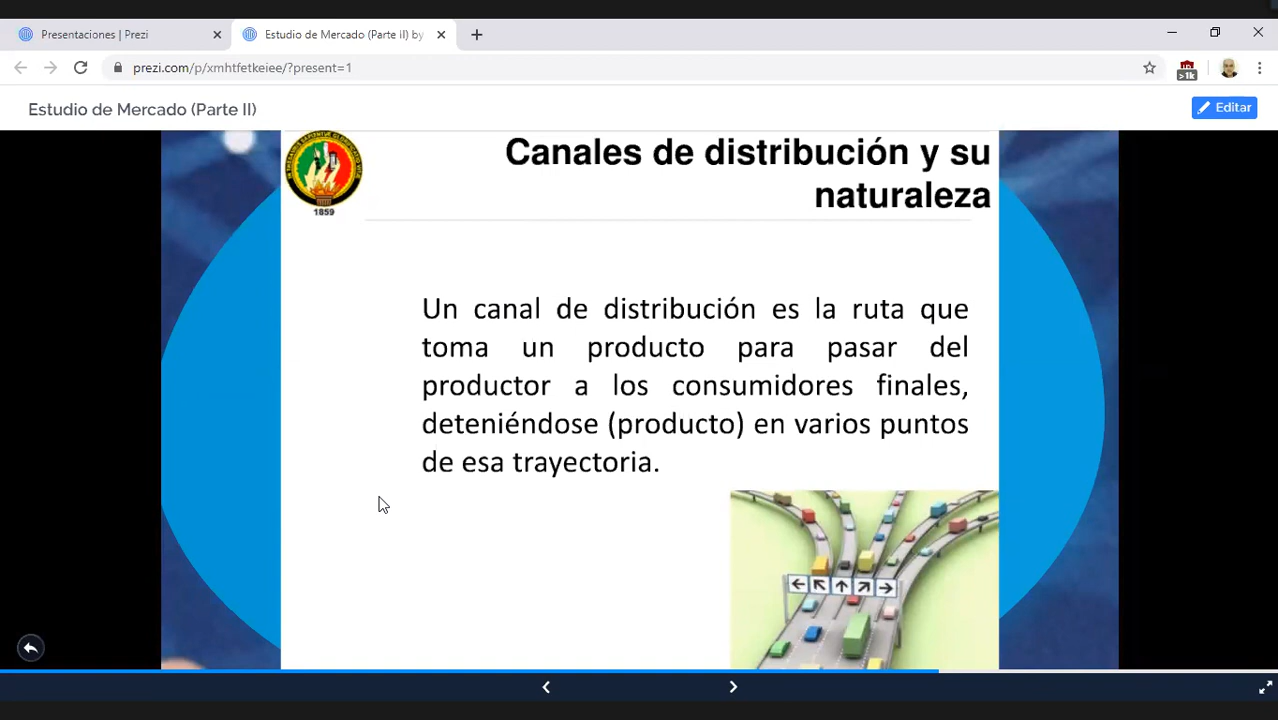 Presentaciones | Prezi
Estudio de Mercado (Parte II) by
prezi.com/p/xmhtfetkeiee/?present=1
>1k
Estudio de Mercado (Parte II)
Editar
Canales de distribución y su
naturaleza
1859
Un canal de distribución es la ruta que
toma un producto para pasar del
productor a los consumidores finales,
deteniéndose (producto) en varios puntos
de esa trayectoria.